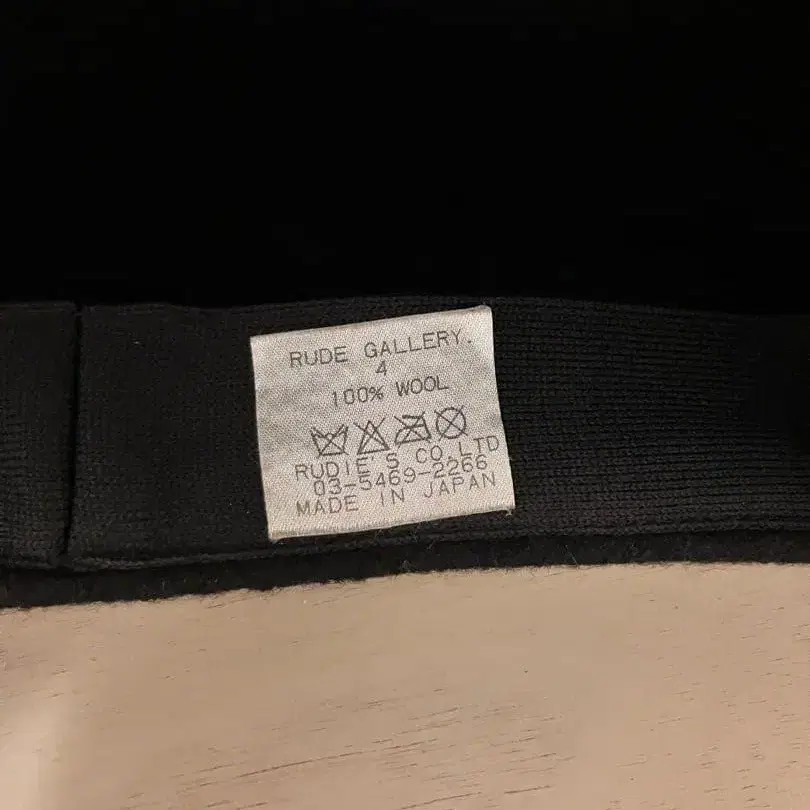 RUDE GALLERY.
4
100% WOOL
RUDIE'S CO.LTD
03-5469-2266
MADE IN JAPAN